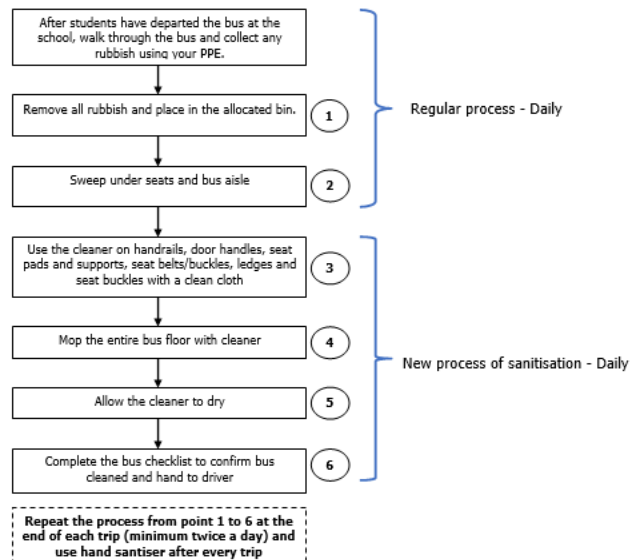 After students have departed the bus at the
school, walk through the bus and collect any
rubbish using your PPE.
Remove all rubbish and place in the allocated bin.
1
Regular process - Daily
Sweep under seats and bus aisle
2
Use the cleaner on handrails, door handles, seat
pads and supports, seat belts/buckles, ledges and
seat buckles with a clean cloth
3
Mop the entire bus floor with cleaner
4
New process of sanitisation - Daily
Allow the cleaner to dry
5
Complete the bus checklist to confirm bus
cleaned and hand to driver
6
Repeat the process from point 1 to 6 at the
end of each trip (minimum twice a day) and
use hand santiser after every trip